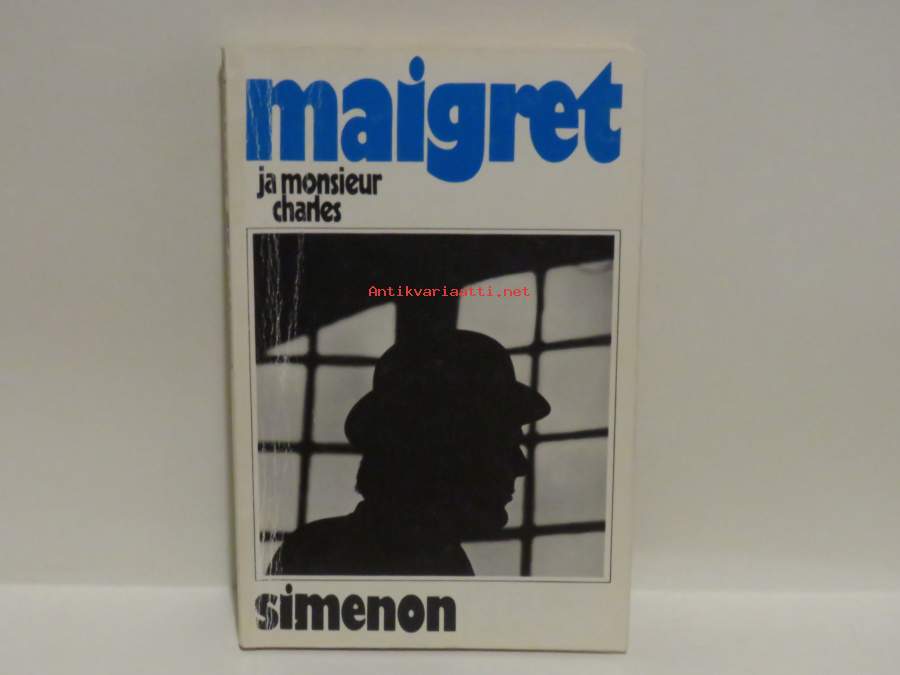 maigret
ja monsieur
charles
Antikvariaatti.net
simenon